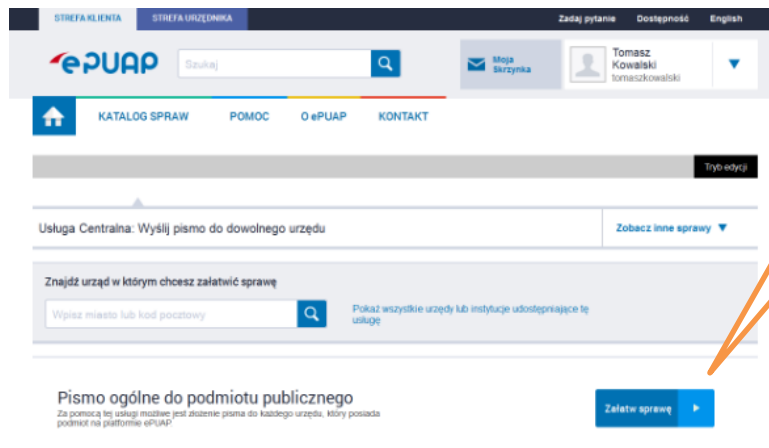 STREFA KLIENTA STREFA URZĘDNIKA Zadaj pytanie Dostępność English
ePUAP Szukaj Moja Skrzynka Tomasz Kowalski tomaszkowalski
KATALOG SPRAW POMOC O ePUAP KONTAKT
Tryb edycji
Usługa Centralna: Wyślij pismo do dowolnego urzędu Zobacz inne sprawy
Znajdź urząd w którym chcesz załatwić sprawę
Wpisz miasto lub kod pocztowy
Pokaż wszystkie urzędy lub instytucje udostępniające tę
usługę
Pismo ogólne do podmiotu publicznego
Za pomocą tej usługi możliwe jest złożenie pisma do każdego urzędu, który posiada
podmiot na platformie ePUAP.
Załatw sprawę